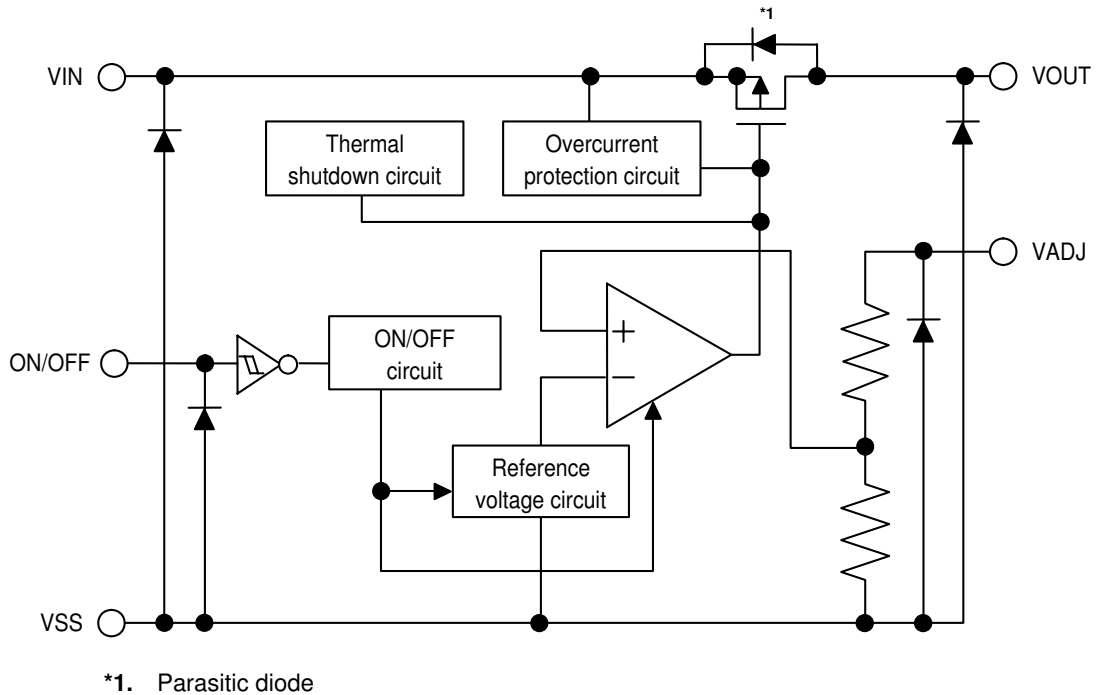 *1
VIN
VOUT
Thermal
shutdown circuit
Overcurrent
protection circuit
VADJ
ON/OFF
ON/OFF
circuit
+
−
Reference
voltage circuit
VSS
*1. Parasitic diode